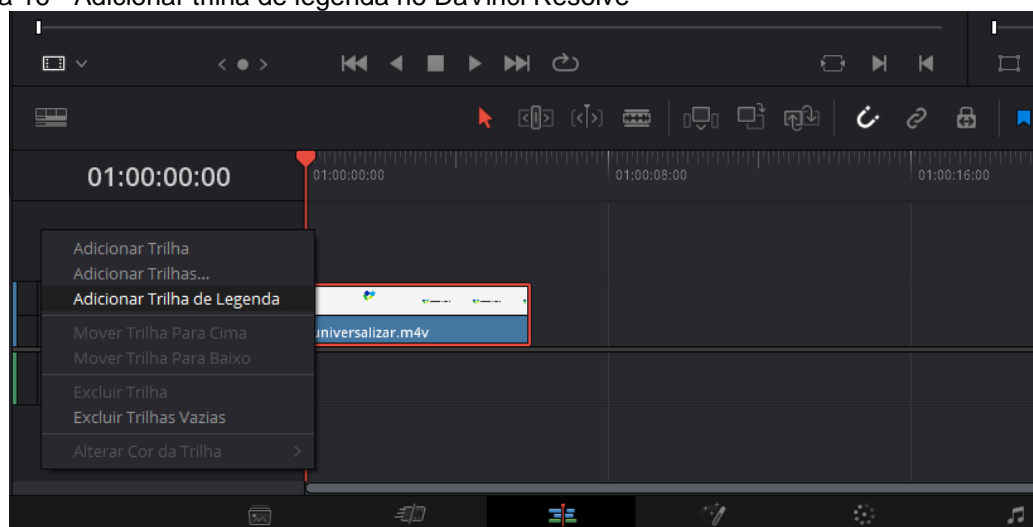 a 16 - Adicionar trilha de legenda no DaVinci Resolve
01:00:00:00
01:00:00:00
01:00:08:00
01:00:16:00
Adicionar Trilha
Adicionar Trilhas...
Adicionar Trilha de Legenda
Mover Trilha Para Cima
Mover Trilha Para Baixo
Excluir Trilha
Excluir Trilhas Vazias
Alterar Cor da Trilha
universalizar.m4v